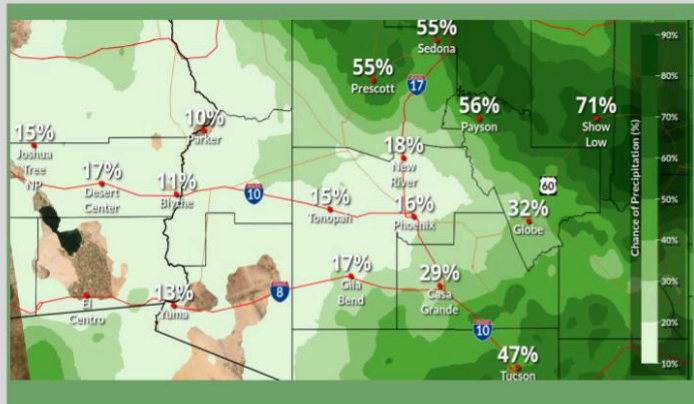 55%
Sedona
55%
Prescott
17
56%
Payson
71%
Show
Low
10%
Parker
15%
Joshua
Tree
NP
18%
New
River
17%
Desert
Center
11%
Blythe
10
15%
Tonopah
16%
Phoenix
60
32%
Globe
17%
Gila
Bend
29%
Casa
Grande
El
Centro
13%
Yuma
8
10
47%
Tucson
Chance of Precipitation (%)
90%
80%
70%
60%
50%
40%
30%
20%
10%